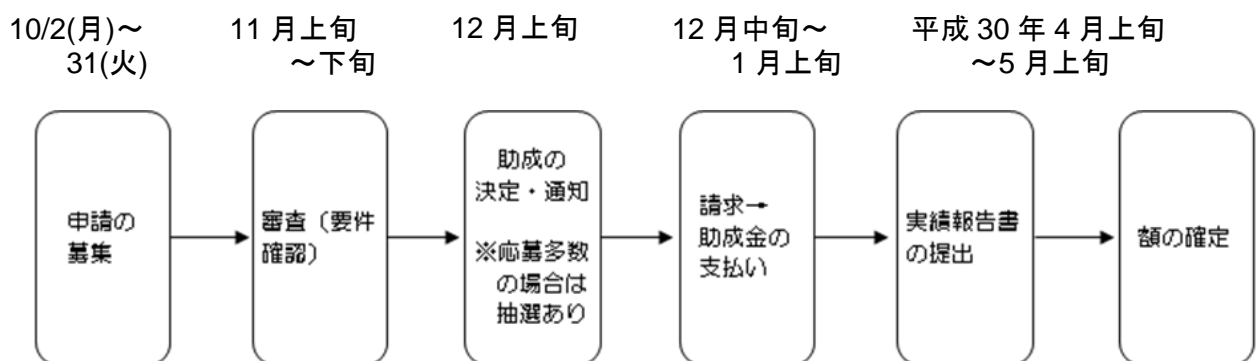 10/2(月)～
31(火)
11月上旬
～下旬
12月上旬
12月中旬～
1月上旬
平成30年4月上旬
～5月上旬
申請の
募集
審査（要件
確認）
助成の
決定・通知
※応募多数
の場合は
抽選あり
請求→
助成金の
支払い
実績報告書
の提出
額の確定